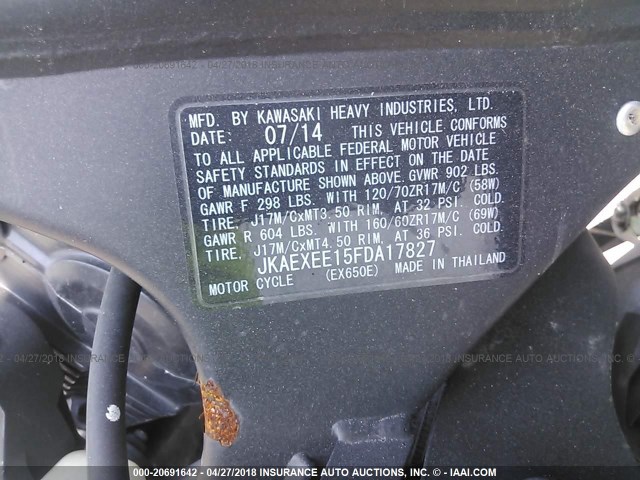 MFD. BY KAWASAKI HEAVY INDUSTRIES, LTD.
DATE: 07/14 THIS VEHICLE CONFORMS
TO ALL APPLICABLE FEDERAL MOTOR VEHICLE
SAFETY STANDARDS IN EFFECT ON THE DATE
OF MANUFACTURE SHOWN ABOVE. GVWR 902 LBS.
GAWR F 298 LBS. WITH 120/70ZR17M/C (58W)
TIRE, J17M/CxMT3.50 RIM, AT 32 PSI. COLD.
GAWR R 604 LBS. WITH 160/60ZR17M/C (69W)
TIRE, J17M/CxMT4.50 RIM, AT 36 PSI. COLD.
JKAEXEE15FDA17827
MOTOR CYCLE (EX650E) MADE IN THAILAND
000-20691642 - 04/27/2018 INSURANCE AUTO AUCTIONS, INC. - © - IAAI.COM